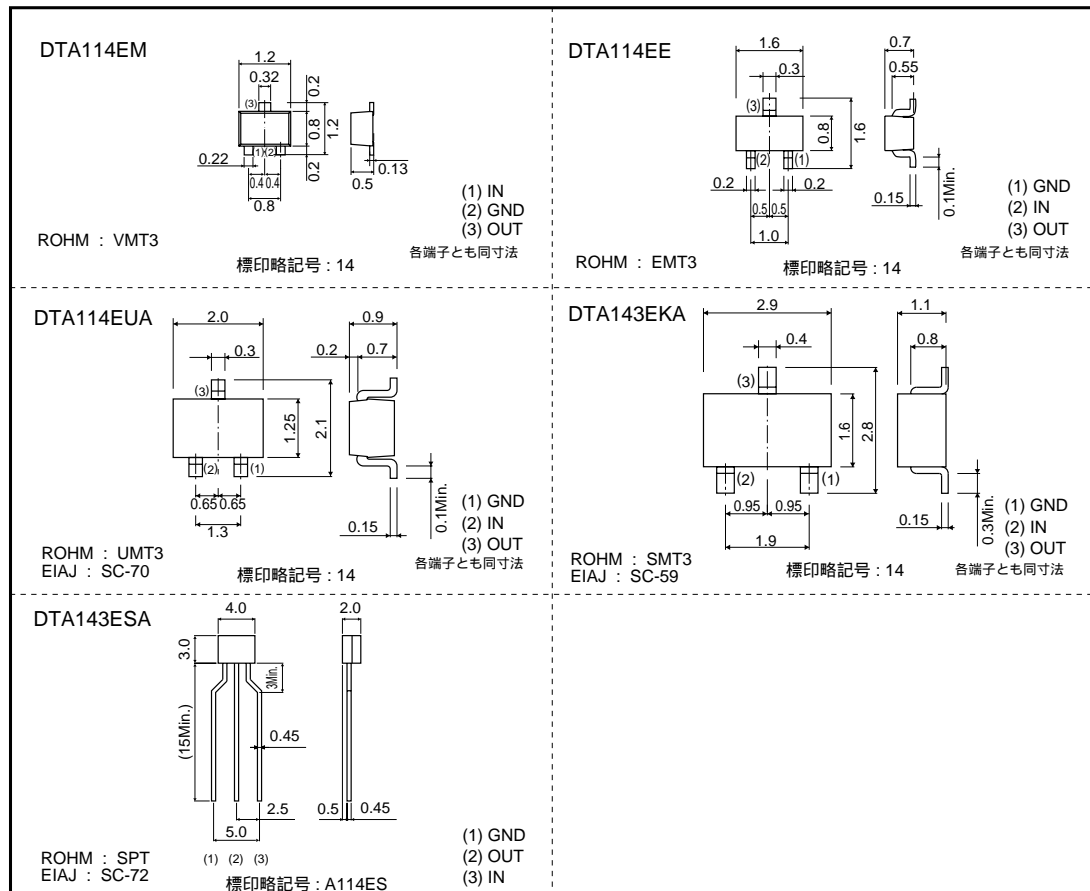 DTA114EM
1.2
0.32
0.2
(3)
0.8
1.2
(1) (2)
0.22
0.4 0.4
0.2
0.8
0.5
0.13
(1) IN
(2) GND
(3) OUT
各端子とも同寸法
ROHM : VMT3
標印略記号 : 14
DTA114EE
1.6
0.3
0.7
0.55
(3)
0.8
1.6
(2)
(1)
0.2
0.2
0.5 0.5
1.0
0.15
0.1Min.
(1) GND
(2) IN
(3) OUT
各端子とも同寸法
ROHM : EMT3
標印略記号 : 14
DTA114EUA
2.0
0.3
0.9
0.2
0.7
(3)
1.25
2.1
(2)
(1)
0.65 0.65
1.3
0.15
0.1Min.
(1) GND
(2) IN
(3) OUT
各端子とも同寸法
ROHM : UMT3
EIAJ : SC-70
標印略記号 : 14
DTA143EKA
2.9
0.4
1.1
0.8
(3)
1.6
2.8
(2)
(1)
0.95 0.95
1.9
0.15
0.3Min.
(1) GND
(2) IN
(3) OUT
各端子とも同寸法
ROHM : SMT3
EIAJ : SC-59
標印略記号 : 14
DTA143ESA
4.0
2.0
3.0
3Min.
(15Min.)
0.45
2.5
5.0
0.5
0.45
(1) (2) (3)
(1) GND
(2) OUT
(3) IN
ROHM : SPT
EIAJ : SC-72
標印略記号 : A114ES